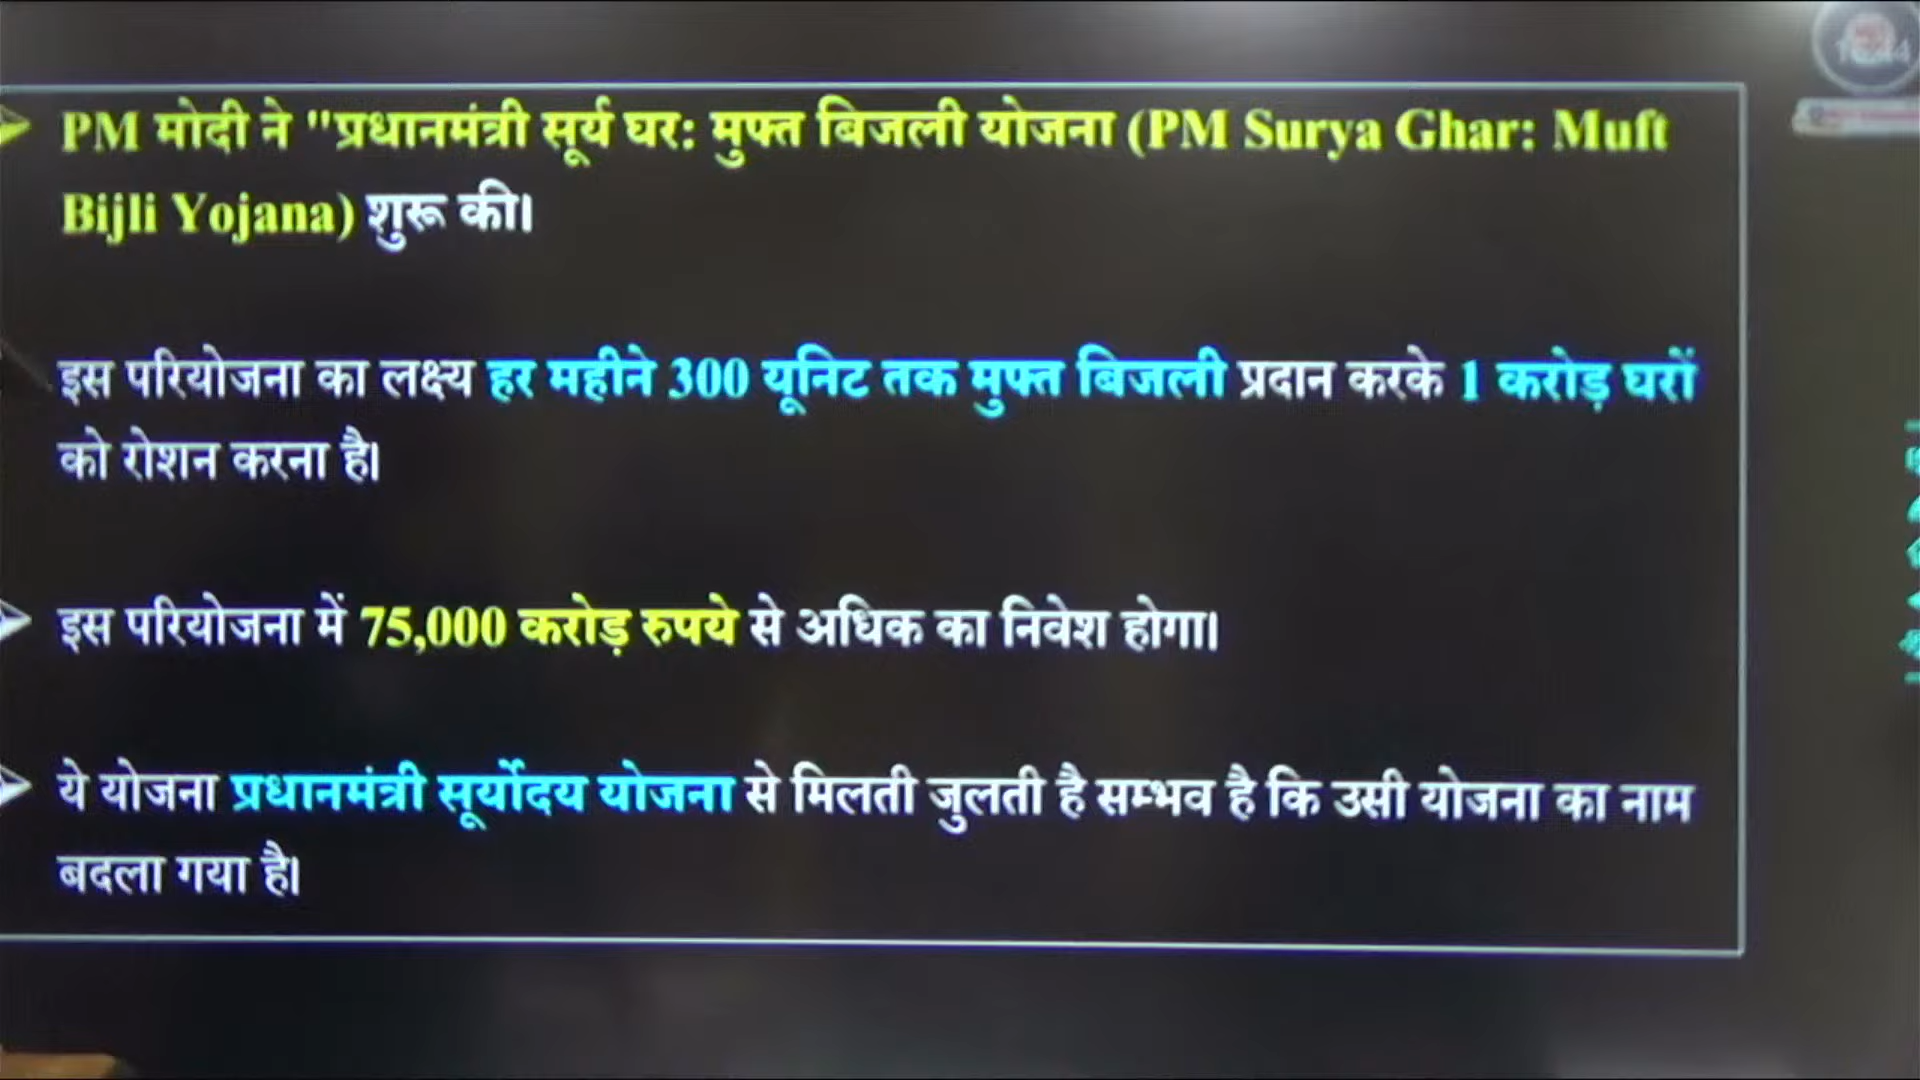 PM मोदी ने "प्रधानमंत्री सूर्य घर: मुफ्त बिजली योजना (PM Surya Ghar: Muft
Bijli Yojana) शुरू की।
इस परियोजना का लक्ष्य हर महीने 300 यूनिट तक मुफ्त बिजली प्रदान करके 1 करोड़ घरों
को रोशन करना है।
इस परियोजना में 75,000 करोड़ रुपये से अधिक का निवेश होगा।
ये योजना प्रधानमंत्री सूर्योदय योजना से मिलती जुलती है सम्भव है कि उसी योजना का नाम
बदला गया है।